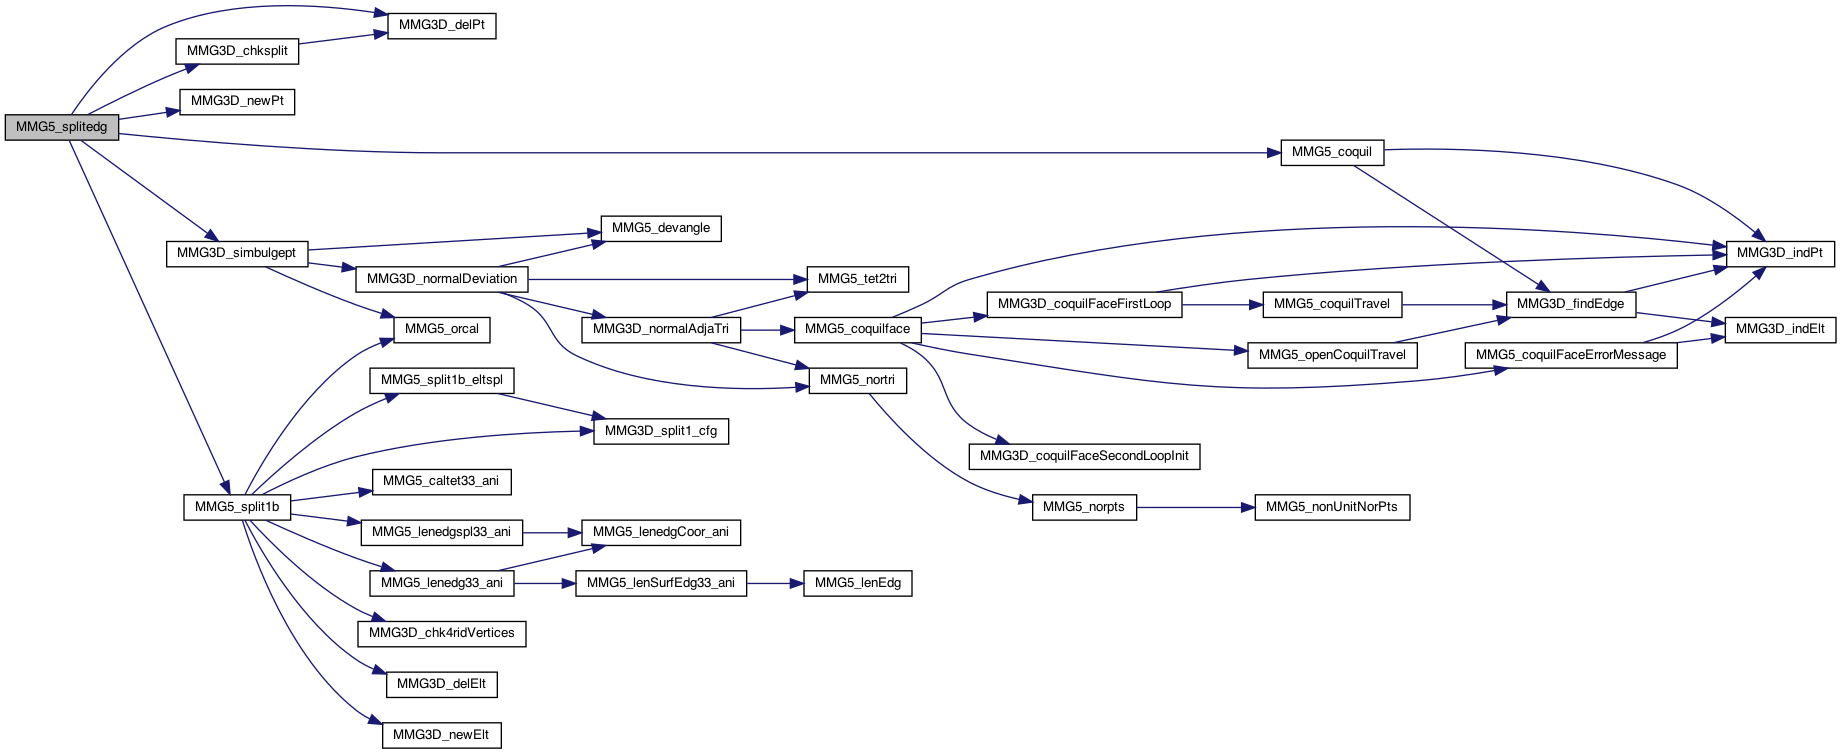 MMG5_splitedg
MMG3D_delPt
MMG3D_chksplit
MMG3D_newPt
MMG5_coquil
MMG3D_simbulgept
MMG5_devangle
MMG3D_normalDeviation
MMG5_tet2tri
MMG3D_indPt
MMG5_orcal
MMG3D_normalAdjaTri
MMG5_coquilface
MMG3D_coquilFaceFirstLoop
MMG5_coquilTravel
MMG3D_findEdge
MMG3D_indElt
MMG5_openCoquilTravel
MMG5_coquilFaceErrorMessage
MMG5_split1b_eltspl
MMG5_nortri
MMG3D_split1_cfg
MMG3D_coquilFaceSecondLoopInit
MMG5_caltet33_ani
MMG5_split1b
MMG5_norpts
MMG5_nonUnitNorPts
MMG5_lenedgspl33_ani
MMG5_lenedgCoor_ani
MMG5_lenedg33_ani
MMG5_lenSurfEdg33_ani
MMG5_lenEdg
MMG3D_chk4ridVertices
MMG3D_delElt
MMG3D_newElt